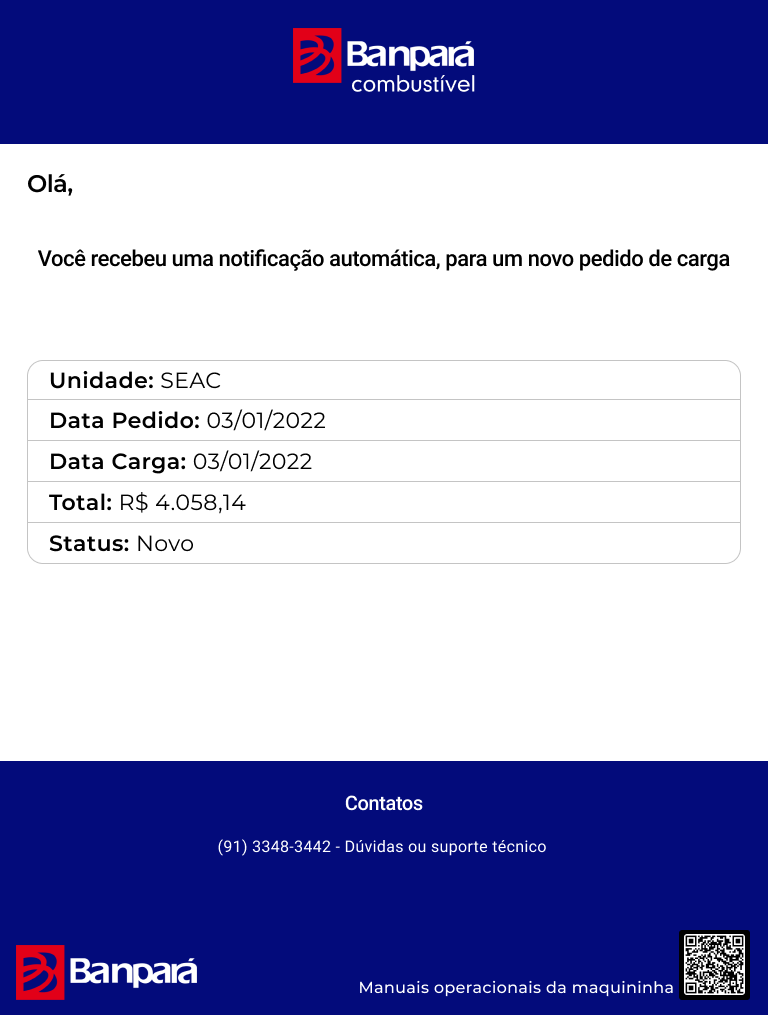 Banpará
combustível
Olá,
Você recebeu uma notificação automática, para um novo pedido de carga
Unidade: SEAC
Data Pedido: 03/01/2022
Data Carga: 03/01/2022
Total: R$ 4.058,14
Status: Novo
Contatos
(91) 3348-3442 - Dúvidas ou suporte técnico
Banpará
Manuais operacionais da maquininha